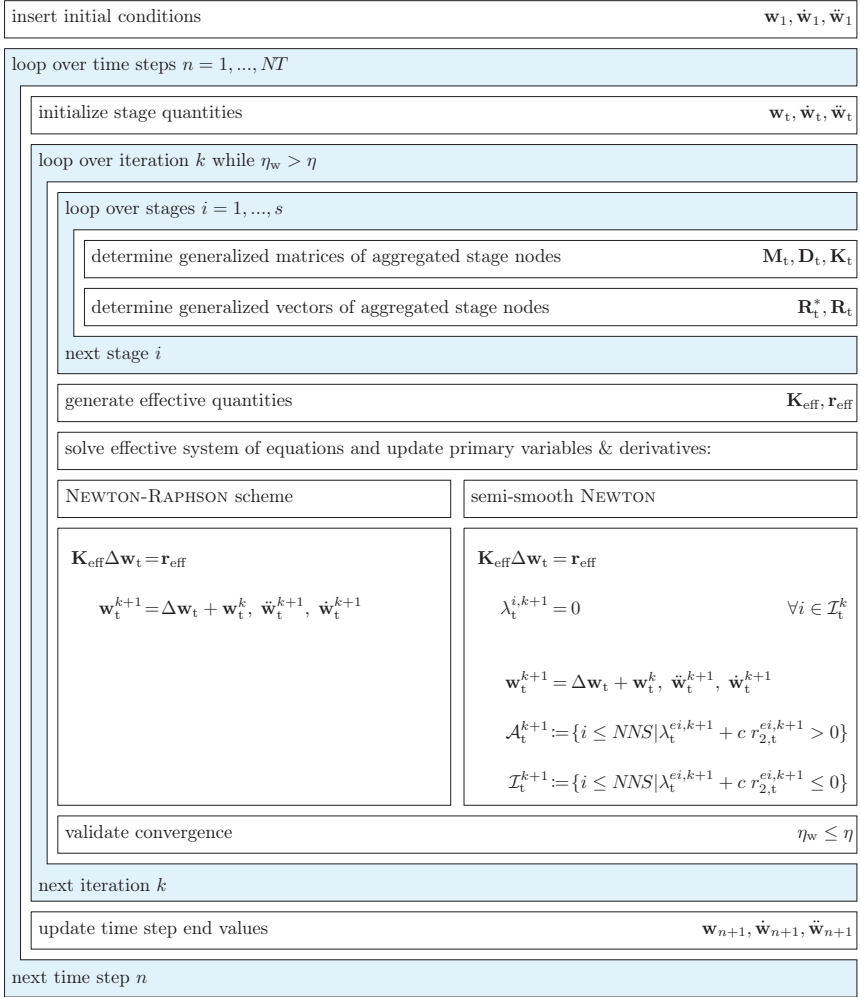 insert initial conditions w₁, ẇ₁, ẅ₁
loop over time steps n = 1, ..., NT
initialize stage quantities wₜ, ẇₜ, ẅₜ
loop over iteration k while η_w > η
loop over stages i = 1, ..., s
determine generalized matrices of aggregated stage nodes Mₜ, Dₜ, Kₜ
determine generalized vectors of aggregated stage nodes R*ₜ, Rₜ
next stage i
generate effective quantities K_eff, r_eff
solve effective system of equations and update primary variables & derivatives:
NEWTON-RAPHSON scheme
K_eff Δwₜ = r_eff
wₜ^{k+1} = Δwₜ + wₜ^k, ẅₜ^{k+1}, ẇₜ^{k+1}
semi-smooth NEWTON
K_eff Δwₜ = r_eff
λₜ^{i,k+1} = 0 ∀i ∈ ℐₜ^k
wₜ^{k+1} = Δwₜ + wₜ^k, ẅₜ^{k+1}, ẇₜ^{k+1}
𝒜ₜ^{k+1} := {i ≤ NNS|λₜ^{ei,k+1} + c r_{2,t}^{ei,k+1} > 0}
ℐₜ^{k+1} := {i ≤ NNS|λₜ^{ei,k+1} + c r_{2,t}^{ei,k+1} ≤ 0}
validate convergence η_w ≤ η
next iteration k
update time step end values w_{n+1}, ẇ_{n+1}, ẅ_{n+1}
next time step n